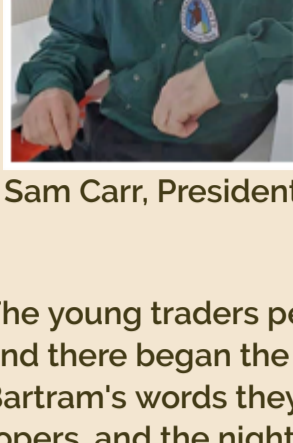 Sam Carr, President
The young traders pe
nd there began the
Bartram's words they
opers, and the night